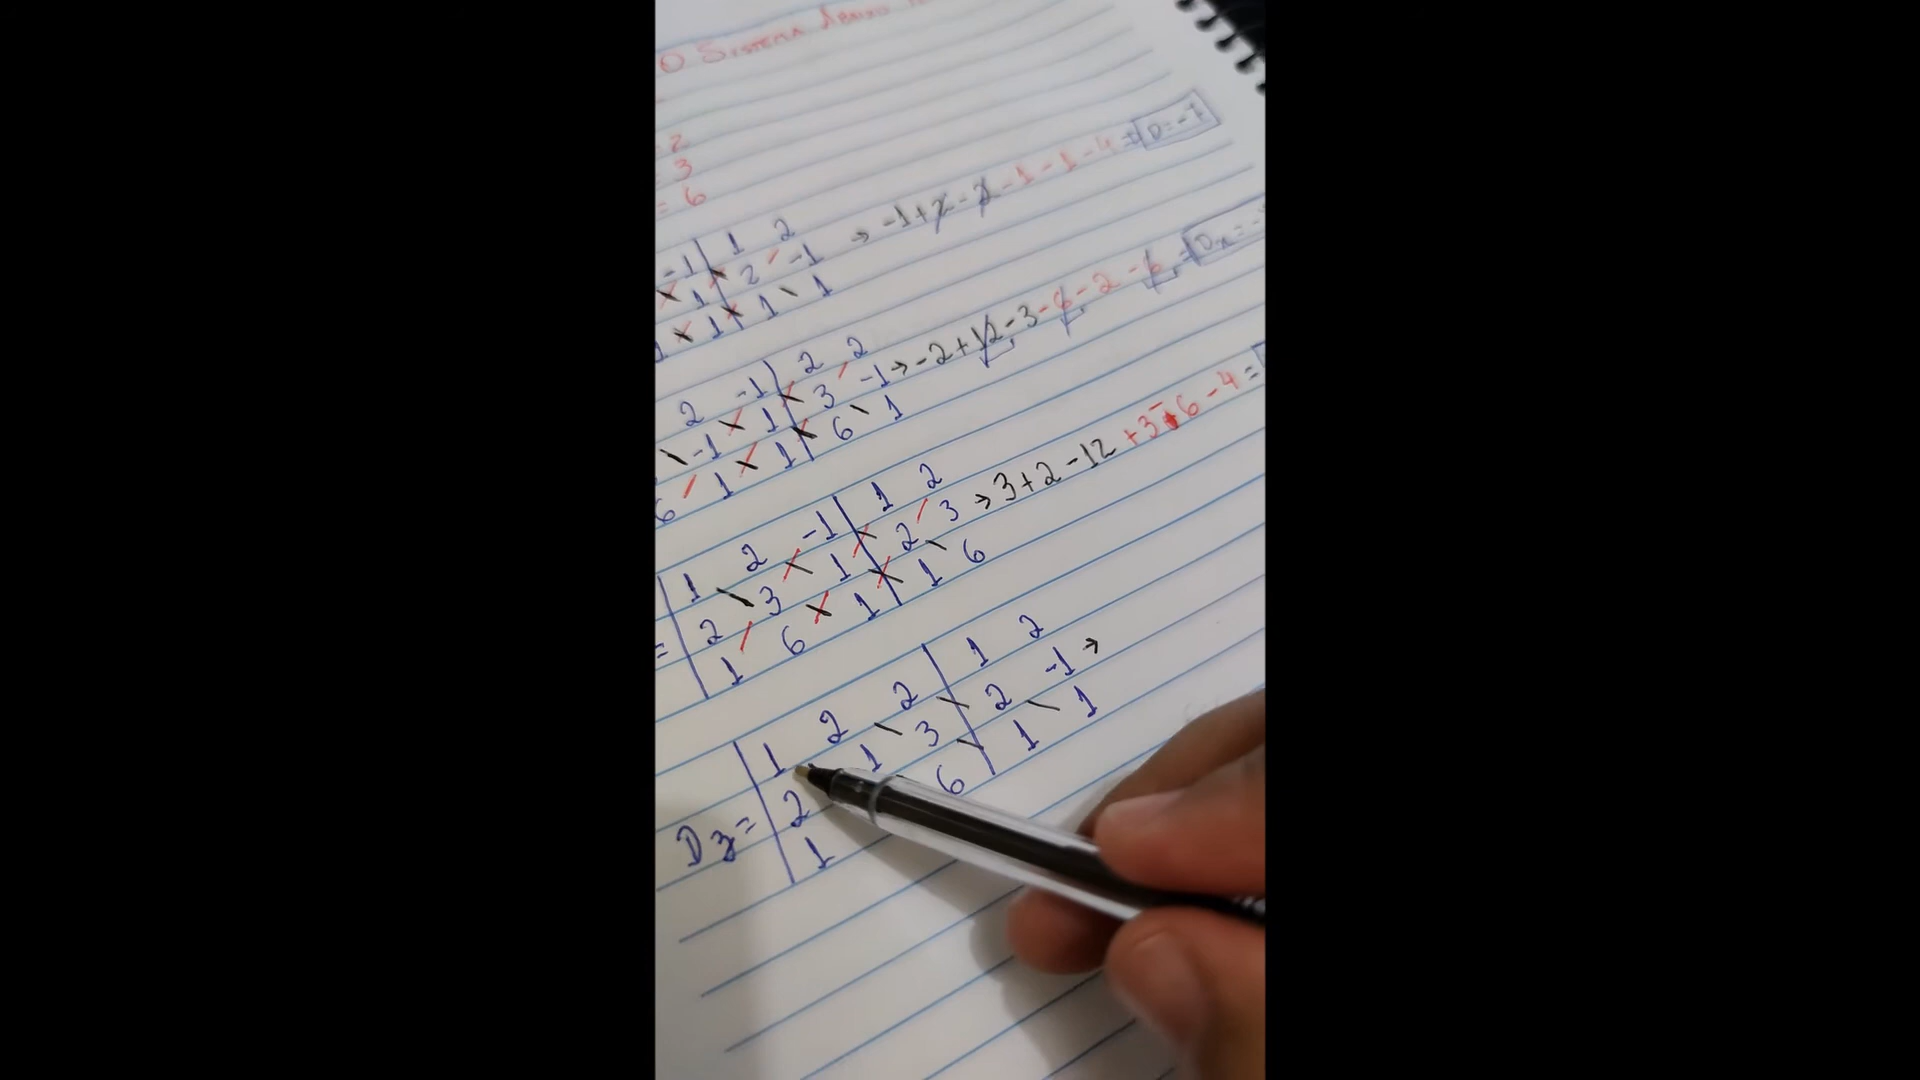 O SISTEMA ABAIXO
= 2
= 3
= 6
-1 | 1 2
1 | 2 -1 → -1+2-2-1-1-4= D=-7
1 1 | 1 1
2 -1 | 2 2
-1 1 | 3 -1 → -2+12-3-6-2-6= Dx=-
6 1 1 | 6 1
1 2 -1 | 1 2
= 2 3 1 | 2 3 → 3+2-12+3-6-4=
1 6 1 | 1 6
1 2 2 | 1 2
Dz= 2 1 3 | 2 -1 →
1 6 | 1 1